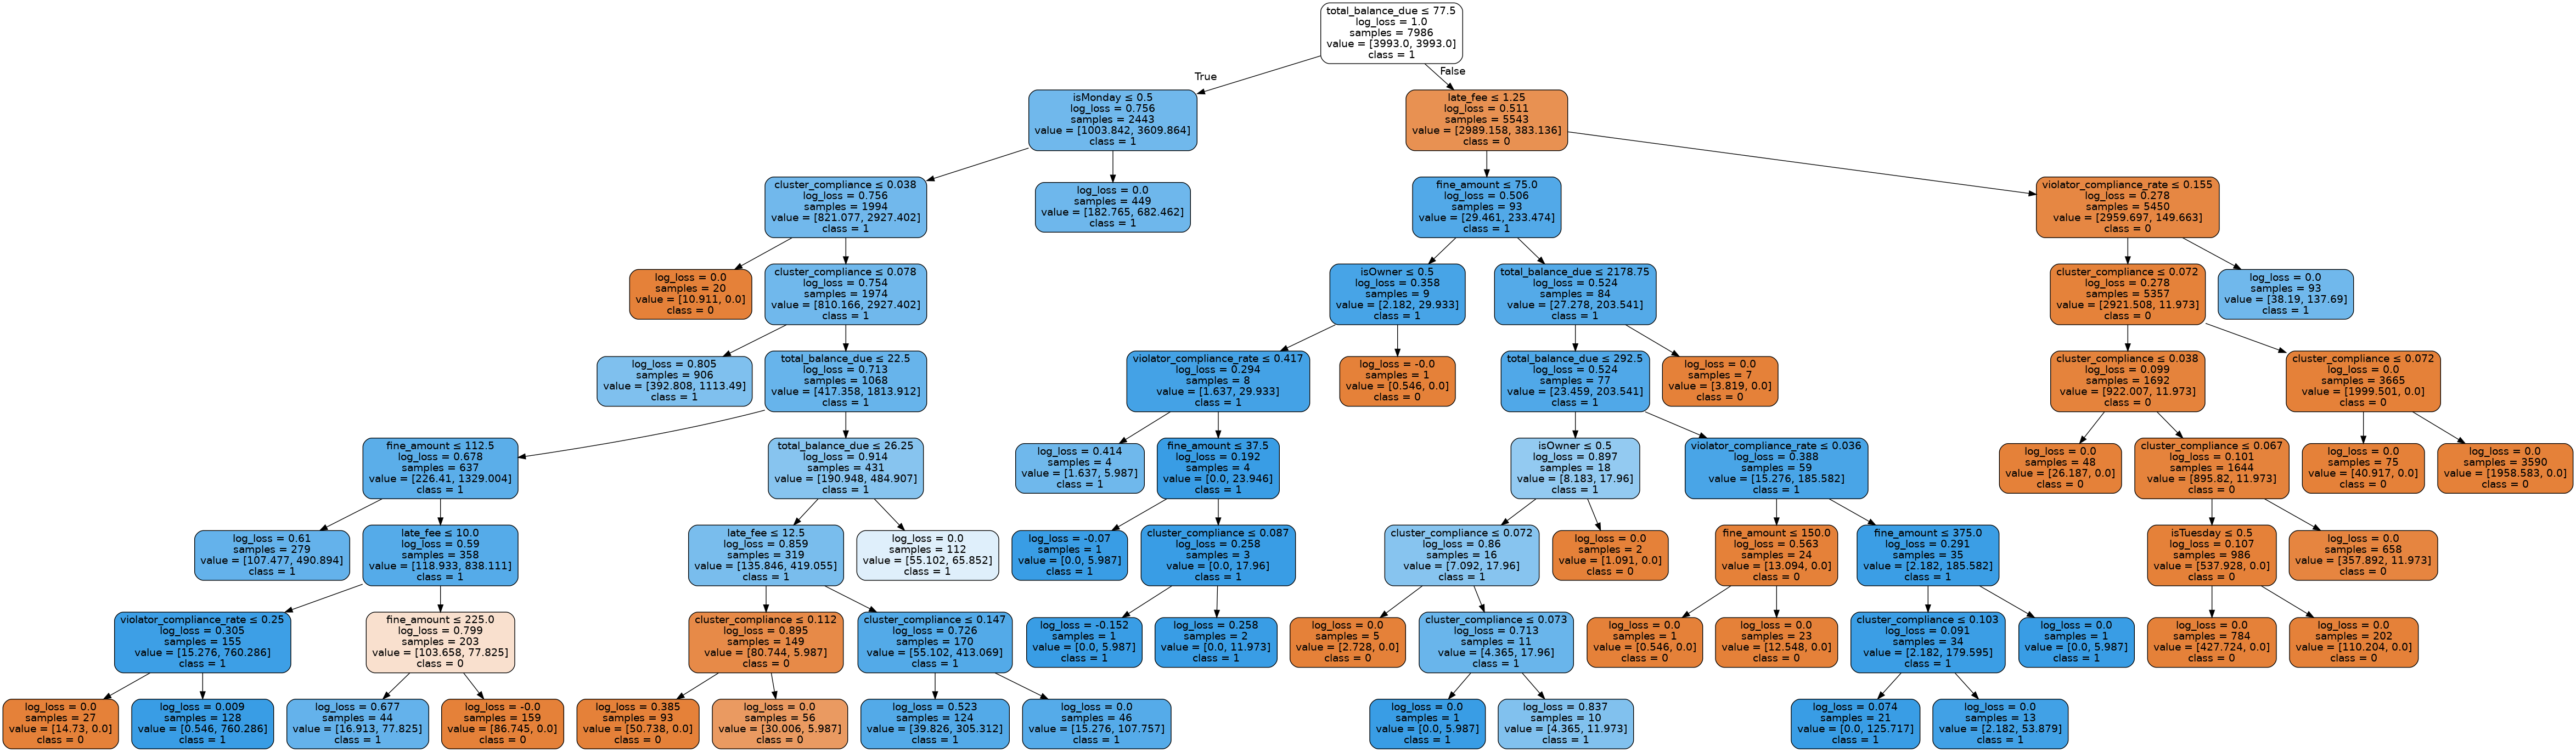 total_balance_due ≤ 77.5
log_loss = 1.0
samples = 7986
value = [3993.0, 3993.0]
class = 1
True
False
isMonday ≤ 0.5
log_loss = 0.756
samples = 2443
value = [1003.842, 3609.864]
class = 1
late_fee ≤ 1.25
log_loss = 0.511
samples = 5543
value = [2989.158, 383.136]
class = 0
cluster_compliance ≤ 0.038
log_loss = 0.756
samples = 1994
value = [821.077, 2927.402]
class = 1
log_loss = 0.0
samples = 449
value = [182.765, 682.462]
class = 1
fine_amount ≤ 75.0
log_loss = 0.506
samples = 93
value = [29.461, 233.474]
class = 1
violator_compliance_rate ≤ 0.155
log_loss = 0.278
samples = 5450
value = [2959.697, 149.663]
class = 0
log_loss = 0.0
samples = 20
value = [10.911, 0.0]
class = 0
cluster_compliance ≤ 0.078
log_loss = 0.754
samples = 1974
value = [810.166, 2927.402]
class = 1
isOwner ≤ 0.5
log_loss = 0.358
samples = 9
value = [2.182, 29.933]
class = 1
total_balance_due ≤ 2178.75
log_loss = 0.524
samples = 84
value = [27.278, 203.541]
class = 1
cluster_compliance ≤ 0.072
log_loss = 0.278
samples = 5357
value = [2921.508, 11.973]
class = 0
log_loss = 0.0
samples = 93
value = [38.19, 137.69]
class = 1
log_loss = 0.805
samples = 906
value = [392.808, 1113.49]
class = 1
total_balance_due ≤ 22.5
log_loss = 0.713
samples = 1068
value = [417.358, 1813.912]
class = 1
violator_compliance_rate ≤ 0.417
log_loss = 0.294
samples = 8
value = [1.637, 29.933]
class = 1
log_loss = -0.0
samples = 1
value = [0.546, 0.0]
class = 0
total_balance_due ≤ 292.5
log_loss = 0.524
samples = 77
value = [23.459, 203.541]
class = 1
log_loss = 0.0
samples = 7
value = [3.819, 0.0]
class = 0
cluster_compliance ≤ 0.038
log_loss = 0.099
samples = 1692
value = [922.007, 11.973]
class = 0
cluster_compliance ≤ 0.072
log_loss = 0.0
samples = 3665
value = [1999.501, 0.0]
class = 0
fine_amount ≤ 112.5
log_loss = 0.678
samples = 637
value = [226.41, 1329.004]
class = 1
total_balance_due ≤ 26.25
log_loss = 0.914
samples = 431
value = [190.948, 484.907]
class = 1
log_loss = 0.414
samples = 4
value = [1.637, 5.987]
class = 1
fine_amount ≤ 37.5
log_loss = 0.192
samples = 4
value = [0.0, 23.946]
class = 1
isOwner ≤ 0.5
log_loss = 0.897
samples = 18
value = [8.183, 17.96]
class = 1
violator_compliance_rate ≤ 0.036
log_loss = 0.388
samples = 59
value = [15.276, 185.582]
class = 1
log_loss = 0.0
samples = 48
value = [26.187, 0.0]
class = 0
cluster_compliance ≤ 0.067
log_loss = 0.101
samples = 1644
value = [895.82, 11.973]
class = 0
log_loss = 0.0
samples = 75
value = [40.917, 0.0]
class = 0
log_loss = 0.0
samples = 3590
value = [1958.583, 0.0]
class = 0
log_loss = 0.61
samples = 279
value = [107.477, 490.894]
class = 1
late_fee ≤ 10.0
log_loss = 0.59
samples = 358
value = [118.933, 838.111]
class = 1
late_fee ≤ 12.5
log_loss = 0.859
samples = 319
value = [135.846, 419.055]
class = 1
log_loss = 0.0
samples = 112
value = [55.102, 65.852]
class = 1
log_loss = -0.07
samples = 1
value = [0.0, 5.987]
class = 1
cluster_compliance ≤ 0.087
log_loss = 0.258
samples = 3
value = [0.0, 17.96]
class = 1
cluster_compliance ≤ 0.072
log_loss = 0.86
samples = 16
value = [7.092, 17.96]
class = 1
log_loss = 0.0
samples = 2
value = [1.091, 0.0]
class = 0
fine_amount ≤ 150.0
log_loss = 0.563
samples = 24
value = [13.094, 0.0]
class = 0
fine_amount ≤ 375.0
log_loss = 0.291
samples = 35
value = [2.182, 185.582]
class = 1
isTuesday ≤ 0.5
log_loss = 0.107
samples = 986
value = [537.928, 0.0]
class = 0
log_loss = 0.0
samples = 658
value = [357.892, 11.973]
class = 0
violator_compliance_rate ≤ 0.25
log_loss = 0.305
samples = 155
value = [15.276, 760.286]
class = 1
fine_amount ≤ 225.0
log_loss = 0.799
samples = 203
value = [103.658, 77.825]
class = 0
cluster_compliance ≤ 0.112
log_loss = 0.895
samples = 149
value = [80.744, 5.987]
class = 0
cluster_compliance ≤ 0.147
log_loss = 0.726
samples = 170
value = [55.102, 413.069]
class = 1
log_loss = -0.152
samples = 1
value = [0.0, 5.987]
class = 1
log_loss = 0.258
samples = 2
value = [0.0, 11.973]
class = 1
log_loss = 0.0
samples = 5
value = [2.728, 0.0]
class = 0
cluster_compliance ≤ 0.073
log_loss = 0.713
samples = 11
value = [4.365, 17.96]
class = 1
log_loss = 0.0
samples = 1
value = [0.546, 0.0]
class = 0
log_loss = 0.0
samples = 23
value = [12.548, 0.0]
class = 0
cluster_compliance ≤ 0.103
log_loss = 0.091
samples = 34
value = [2.182, 179.595]
class = 1
log_loss = 0.0
samples = 1
value = [0.0, 5.987]
class = 1
log_loss = 0.0
samples = 784
value = [427.724, 0.0]
class = 0
log_loss = 0.0
samples = 202
value = [110.204, 0.0]
class = 0
log_loss = 0.0
samples = 27
value = [14.73, 0.0]
class = 0
log_loss = 0.009
samples = 128
value = [0.546, 760.286]
class = 1
log_loss = 0.677
samples = 44
value = [16.913, 77.825]
class = 1
log_loss = -0.0
samples = 159
value = [86.745, 0.0]
class = 0
log_loss = 0.385
samples = 93
value = [50.738, 0.0]
class = 0
log_loss = 0.0
samples = 56
value = [30.006, 5.987]
class = 0
log_loss = 0.523
samples = 124
value = [39.826, 305.312]
class = 1
log_loss = 0.0
samples = 46
value = [15.276, 107.757]
class = 1
log_loss = 0.0
samples = 1
value = [0.0, 5.987]
class = 1
log_loss = 0.837
samples = 10
value = [4.365, 11.973]
class = 1
log_loss = 0.074
samples = 21
value = [0.0, 125.717]
class = 1
log_loss = 0.0
samples = 13
value = [2.182, 53.879]
class = 1